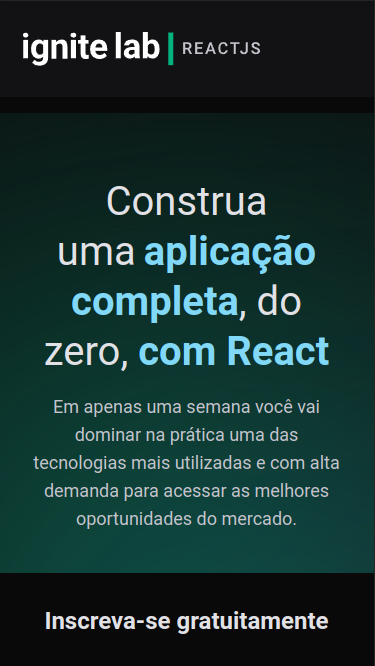 ignite lab | REACTJS
Construa
uma aplicação
completa, do
zero, com React
Em apenas uma semana você vai
dominar na prática uma das
tecnologias mais utilizadas e com alta
demanda para acessar as melhores
oportunidades do mercado.
Inscreva-se gratuitamente